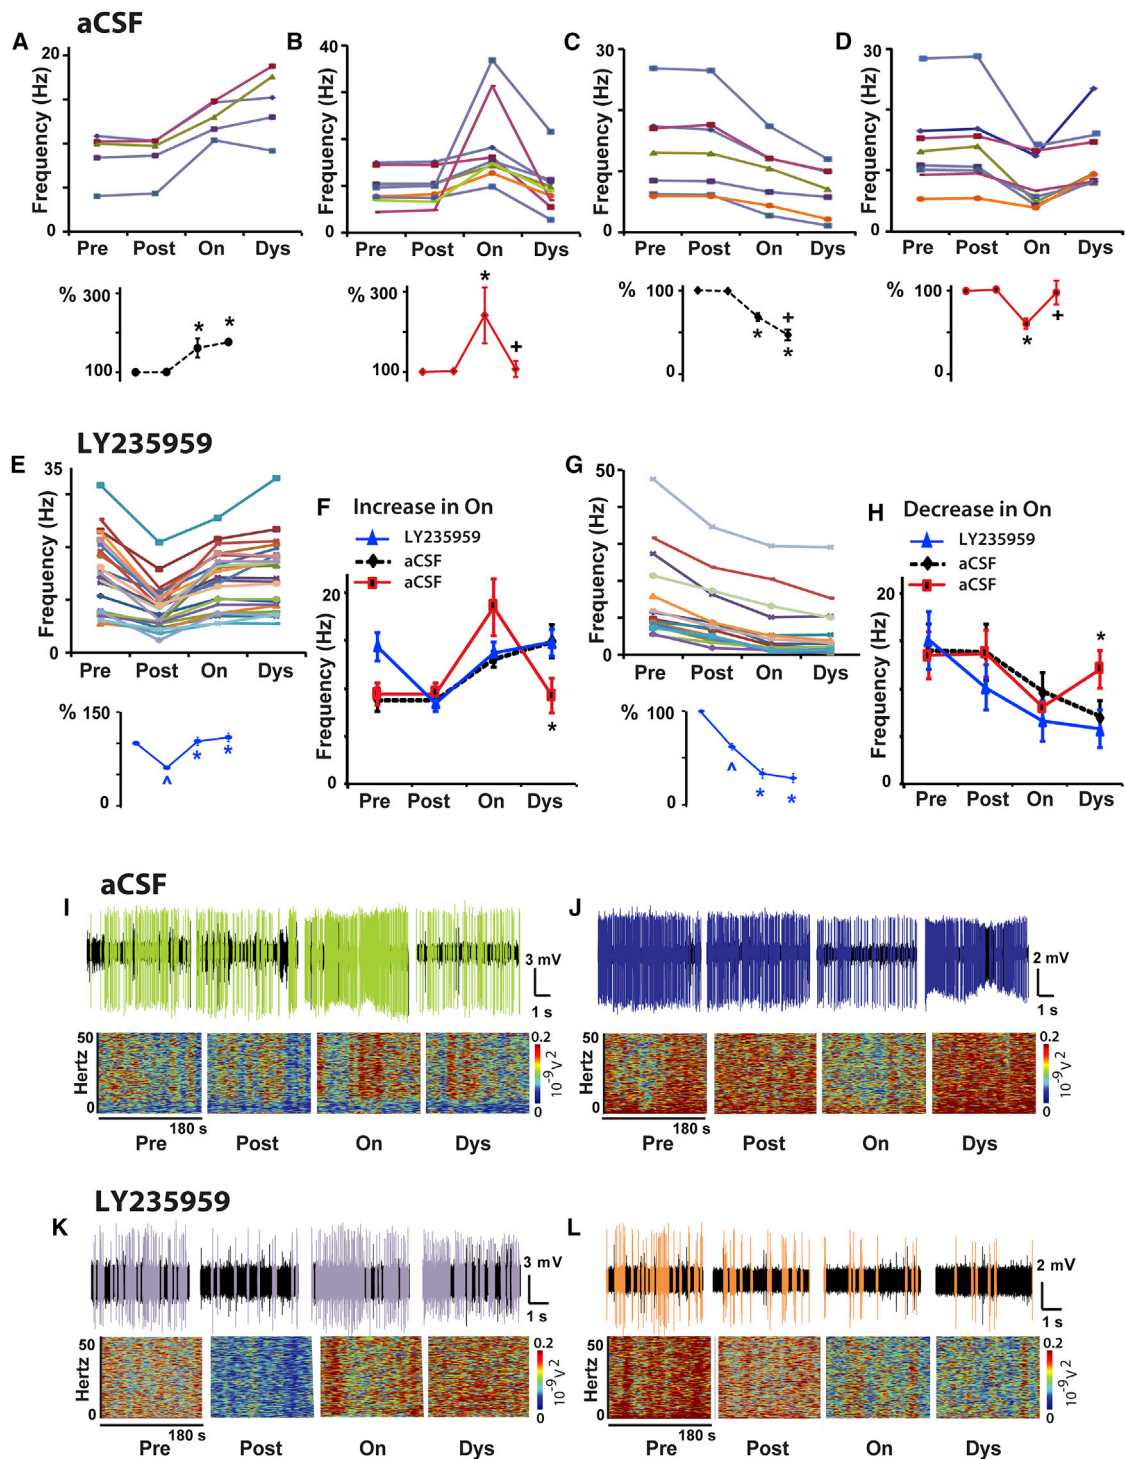 aCSF
A
B
C
D
20
Frequency (Hz)
0
Pre Post On Dys
40
Frequency (Hz)
0
Pre Post On Dys
30
Frequency (Hz)
0
Pre Post On Dys
30
Frequency (Hz)
0
Pre Post On Dys
% 300
100
* *
% 300
100
*
+
% 100
0
*
+
*
% 100
0
*
+
LY235959
E
35
Frequency (Hz)
0
Pre Post On Dys
F Increase in On
LY235959
aCSF
aCSF
20
Frequency (Hz)
0
*
Pre Post On Dys
G
50
Frequency (Hz)
0
Pre Post On Dys
H Decrease in On
LY235959
aCSF
aCSF
20
Frequency (Hz)
0
*
Pre Post On Dys
% 150
0
^ * *
% 100
0
^ * *
aCSF
I
3 mV
1 s
50
Hertz
0
0.2
10-9V2
0
180 s
Pre Post On Dys
J
2 mV
1 s
0.2
10-9V2
0
180 s
Pre Post On Dys
LY235959
K
3 mV
1 s
50
Hertz
0
0.2
10-9V2
0
180 s
Pre Post On Dys
L
2 mV
1 s
50
Hertz
0
0.2
10-9V2
0
180 s
Pre Post On Dys